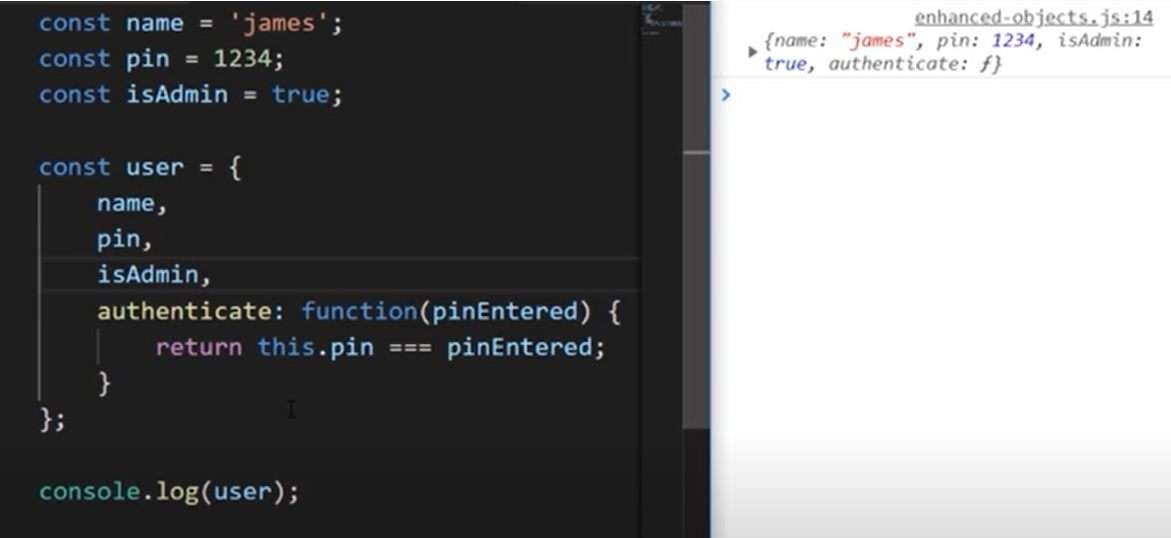 const name = 'james';
const pin = 1234;
const isAdmin = true;
const user = {
name,
pin,
isAdmin,
authenticate: function(pinEntered) {
return this.pin === pinEntered;
}
};
console.log(user);
enhanced-objects.js:14
▶ {name: "james", pin: 1234, isAdmin:
true, authenticate: ƒ}
>